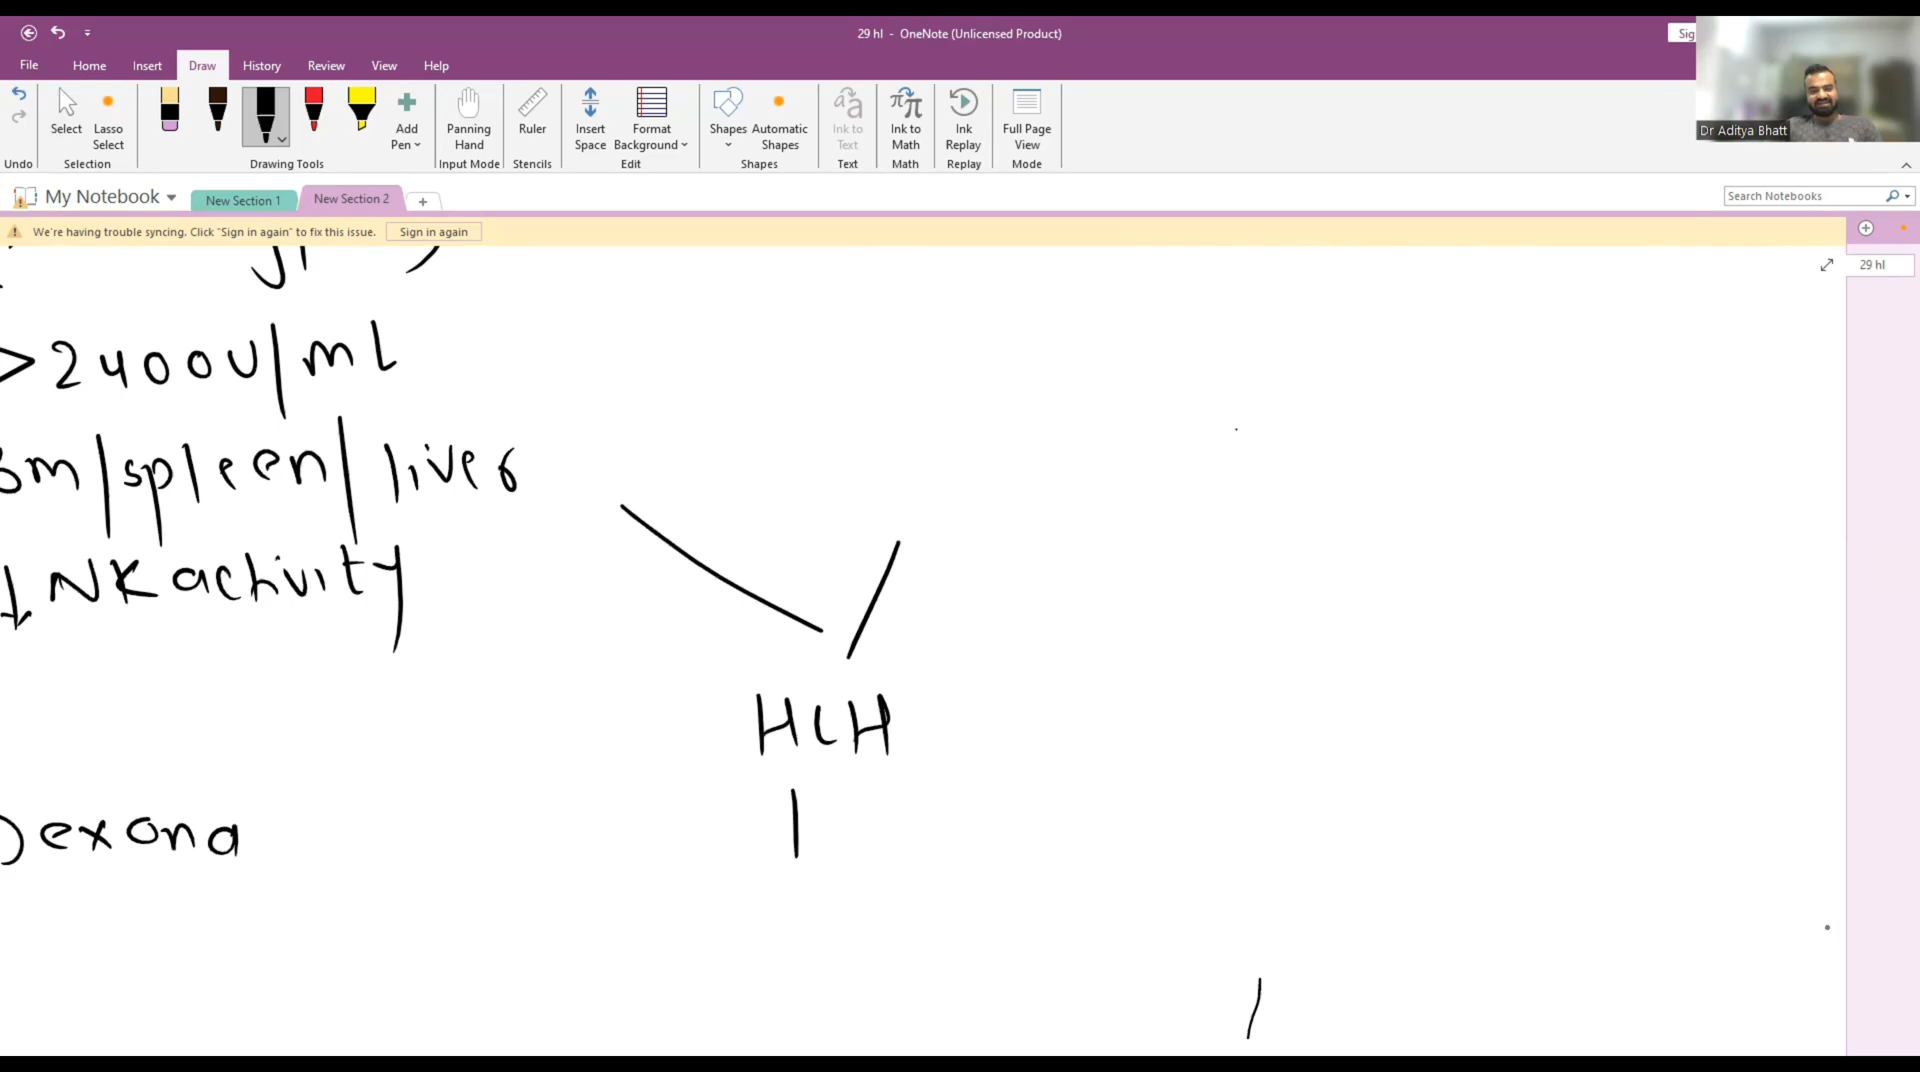 29 hl - OneNote (Unlicensed Product)
Sig
File Home Insert Draw History Review View Help
Undo
Select
Lasso Select
Selection
Drawing Tools
Add Pen
Panning Hand
Input Mode
Ruler
Stencils
Insert Space
Format Background
Edit
Shapes
Automatic Shapes
Shapes
Ink to Text
Text
Ink to Math
Math
Ink Replay
Replay
Full Page View
Mode
Dr Aditya Bhatt
My Notebook New Section 1 New Section 2
Search Notebooks
We're having trouble syncing. Click "Sign in again" to fix this issue. Sign in again
29 hl
>2400U/mL
Bm/spleen/liver
↓NK activity
HLH
Dexona